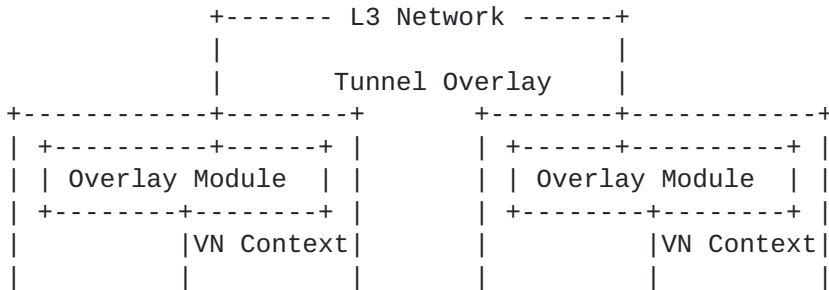 +------- L3 Network ------+
|                         |
|       Tunnel Overlay    |
+------------+--------+       +--------+------------+
| +----------+------+ |       | +------+----------+ |
| | Overlay Module  | |       | | Overlay Module  | |
| +--------+--------+ |       | +--------+--------+ |
|          |VN Context|       |          |VN Context|
|          |          |       |          |          |